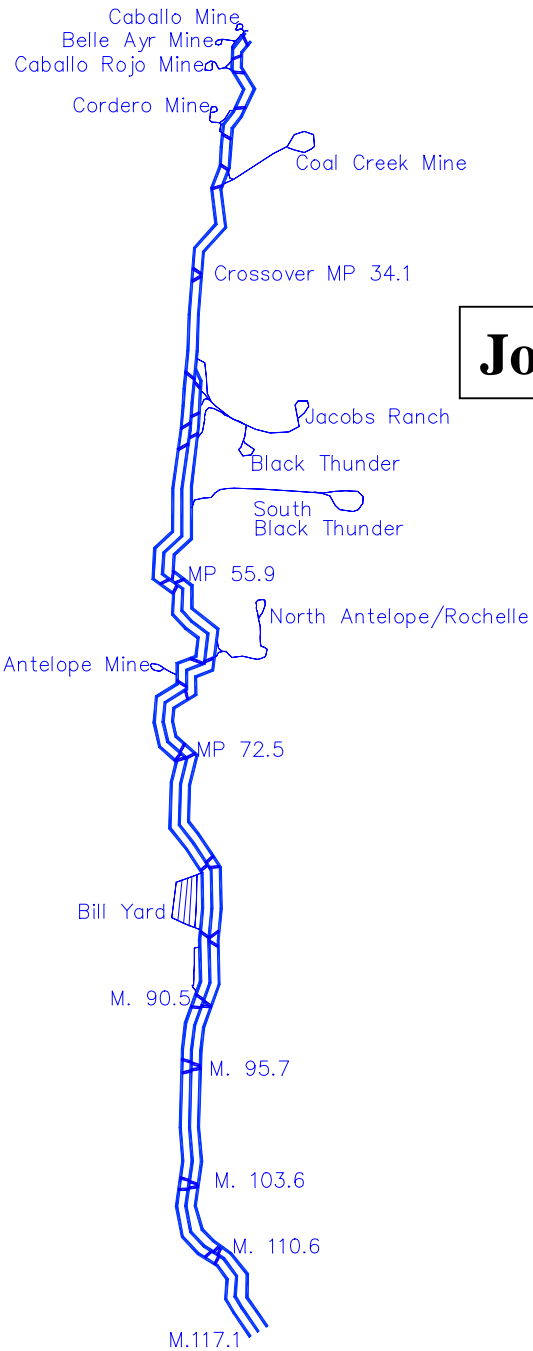 Caballo Mine
Belle Ayr Mine
Caballo Rojo Mine
Cordero Mine
Coal Creek Mine
Crossover MP 34.1
Jo
Jacobs Ranch
Black Thunder
South
Black Thunder
MP 55.9
North Antelope/Rochelle
Antelope Mine
MP 72.5
Bill Yard
M. 90.5
M. 95.7
M. 103.6
M. 110.6
M.117.1